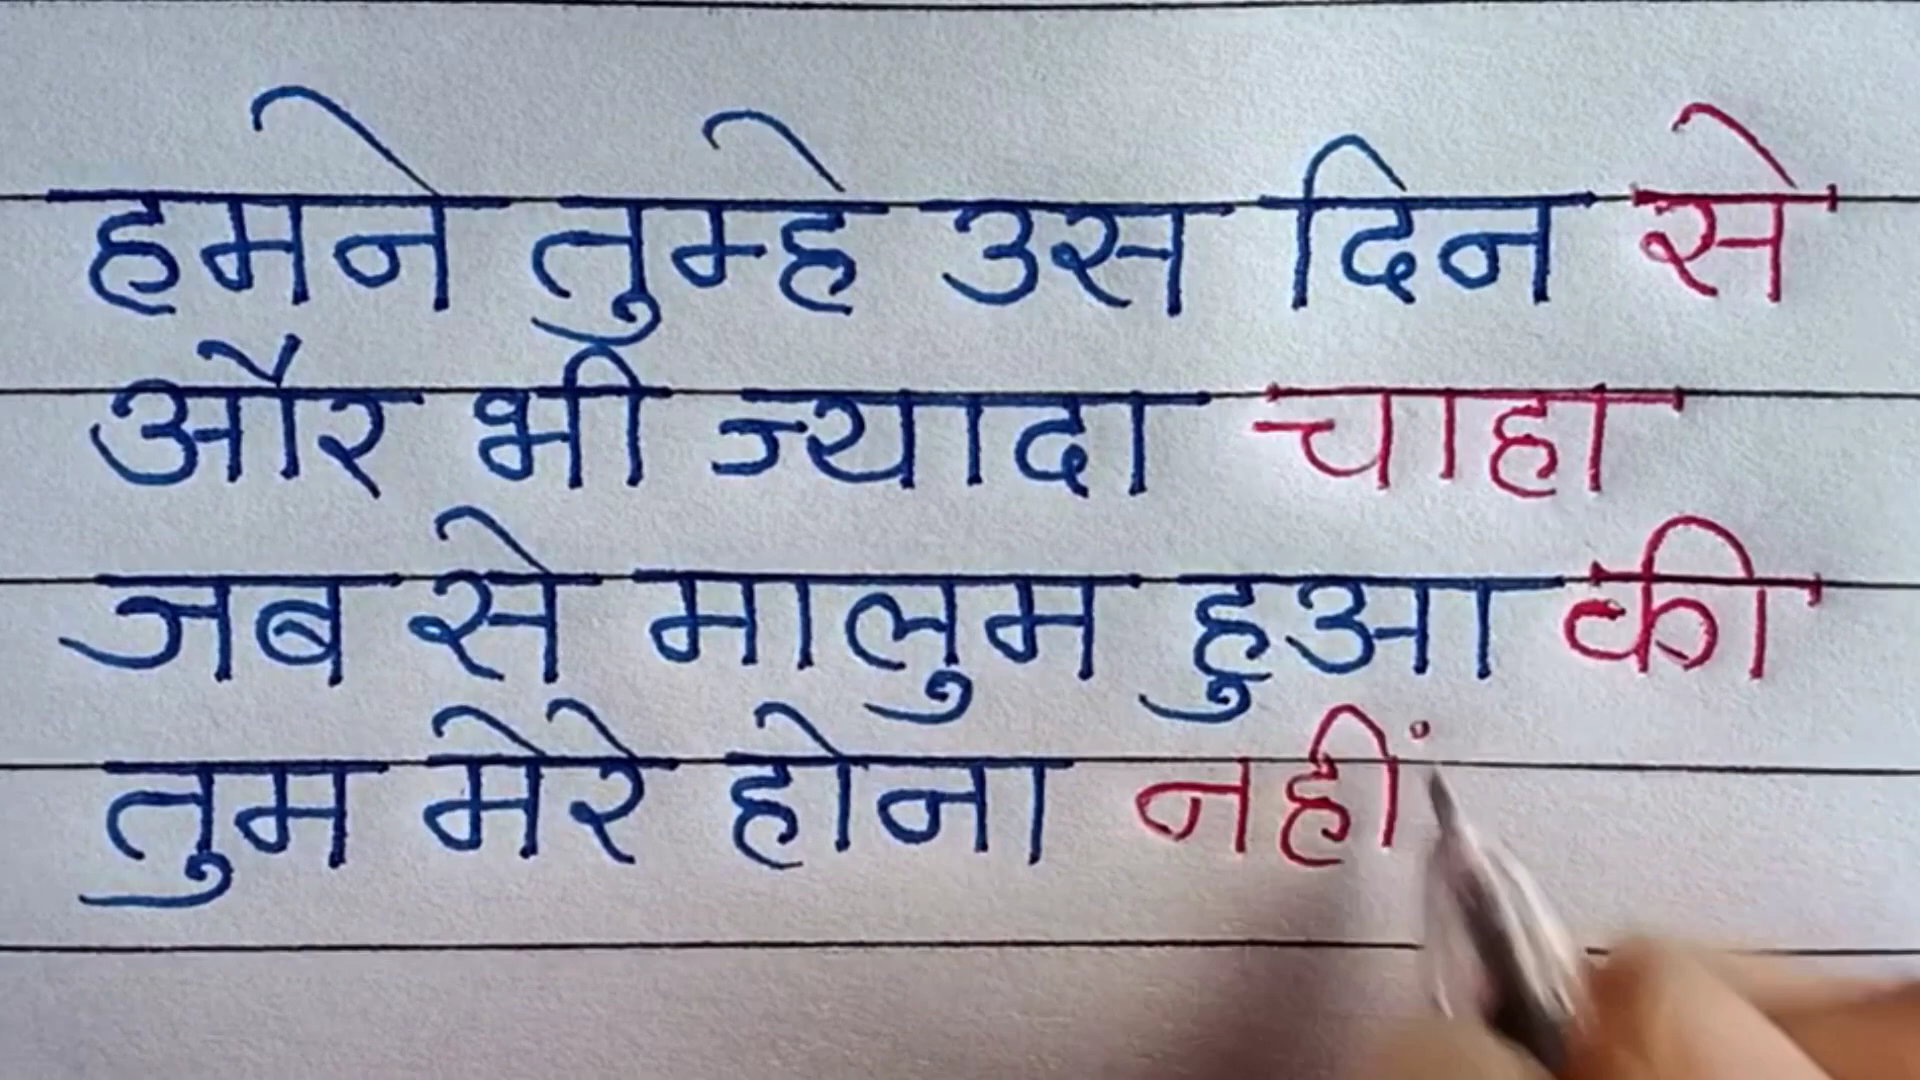 हमने तुम्हे उस दिन से
और भी ज्यादा चाहा
जब से मालुम हुआ की
तुम मेरे होना नहीं